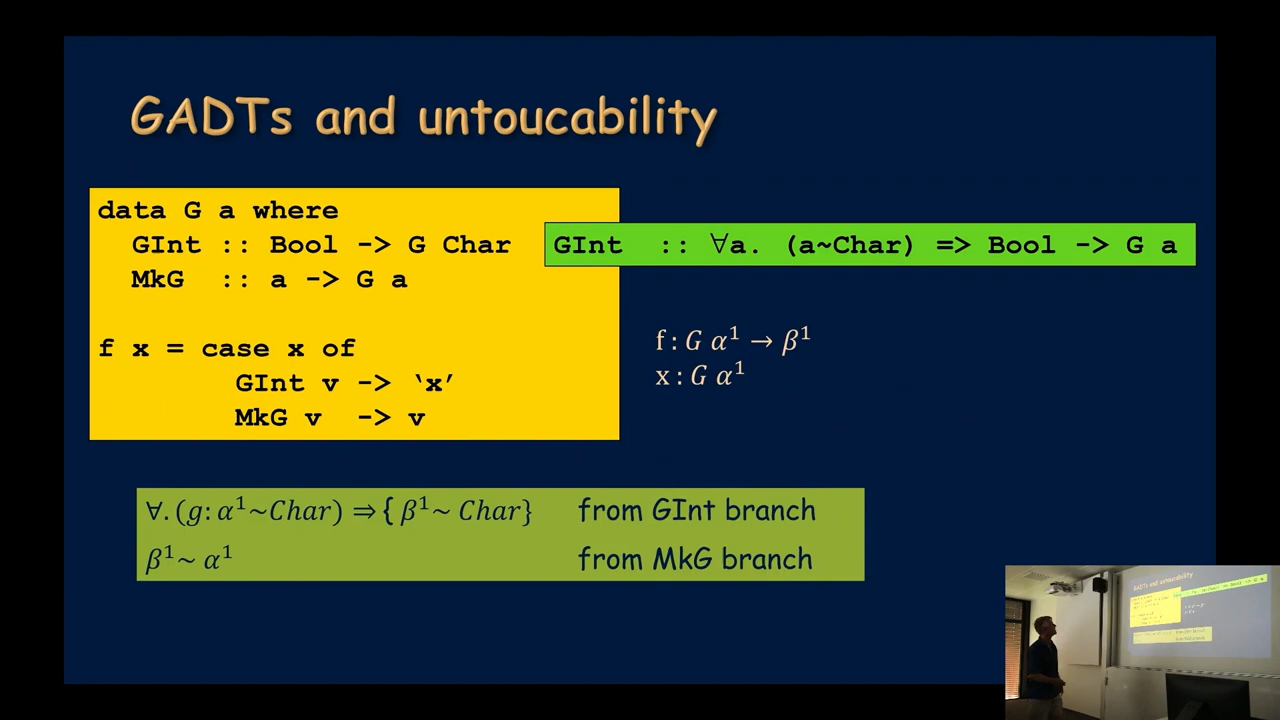 GADTs and untoucability
data G a where
GInt :: Bool -> G Char
MkG :: a -> G a
f x = case x of
GInt v -> ‘x’
MkG v -> v
GInt :: ∀a. (a~Char) => Bool -> G a
f : G α¹ → β¹
x : G α¹
∀. (g: α¹~Char) ⇒ { β¹~ Char} from GInt branch
β¹~ α¹ from MkG branch